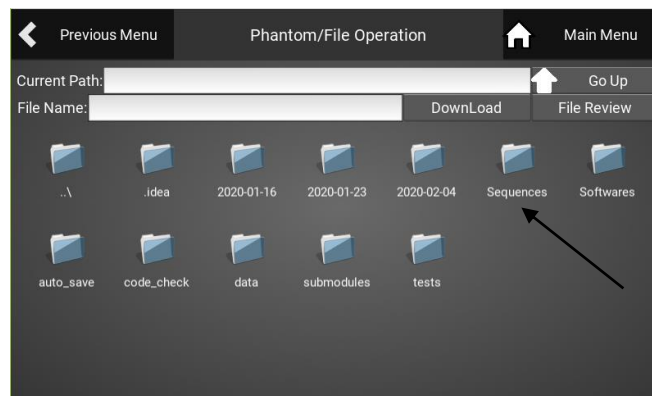 Previous Menu Phantom/File Operation Main Menu
Current Path: Go Up
File Name: DownLoad File Review
..\ .idea 2020-01-16 2020-01-23 2020-02-04 Sequences Softwares
auto_save code_check data submodules tests